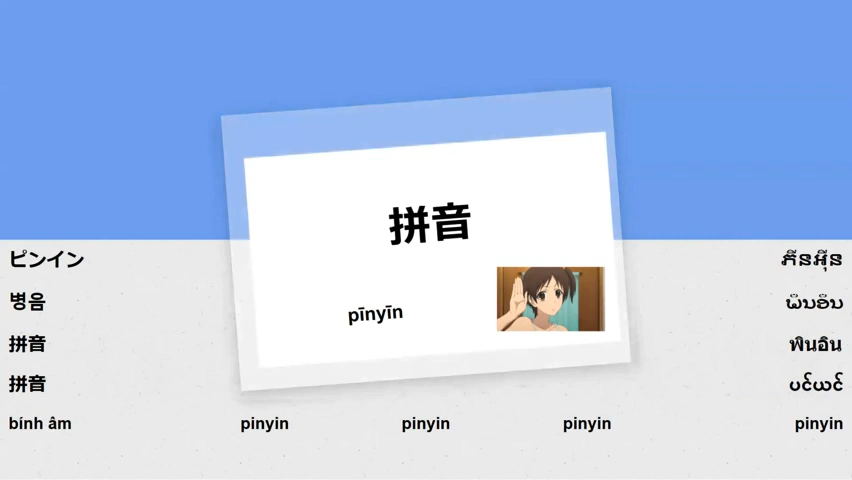 拼音
pīnyīn
ピンイン
병음
拼音
拼音
bính âm
pinyin
pinyin
pinyin
ភីនអ៊ីន
ພິນອິນ
พินอิน
ပင်ယင်
pinyin